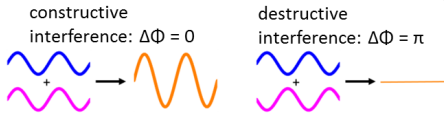 constructive
interference: ΔΦ = 0
+
destructive
interference: ΔΦ = π
+